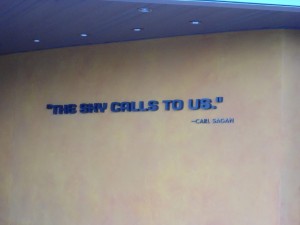 "THE SKY CALLS TO US."
~CARL SAGAN